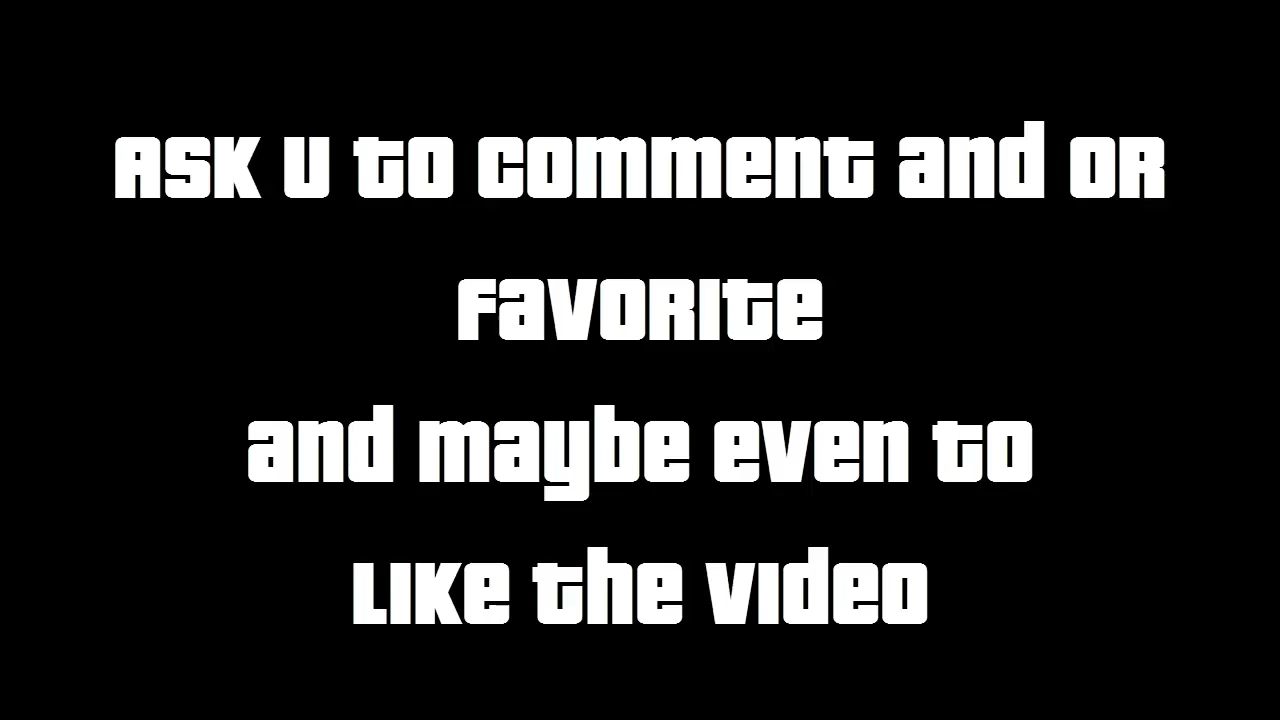 Ask U to comment and or
favorite
and maybe even to
Like the video